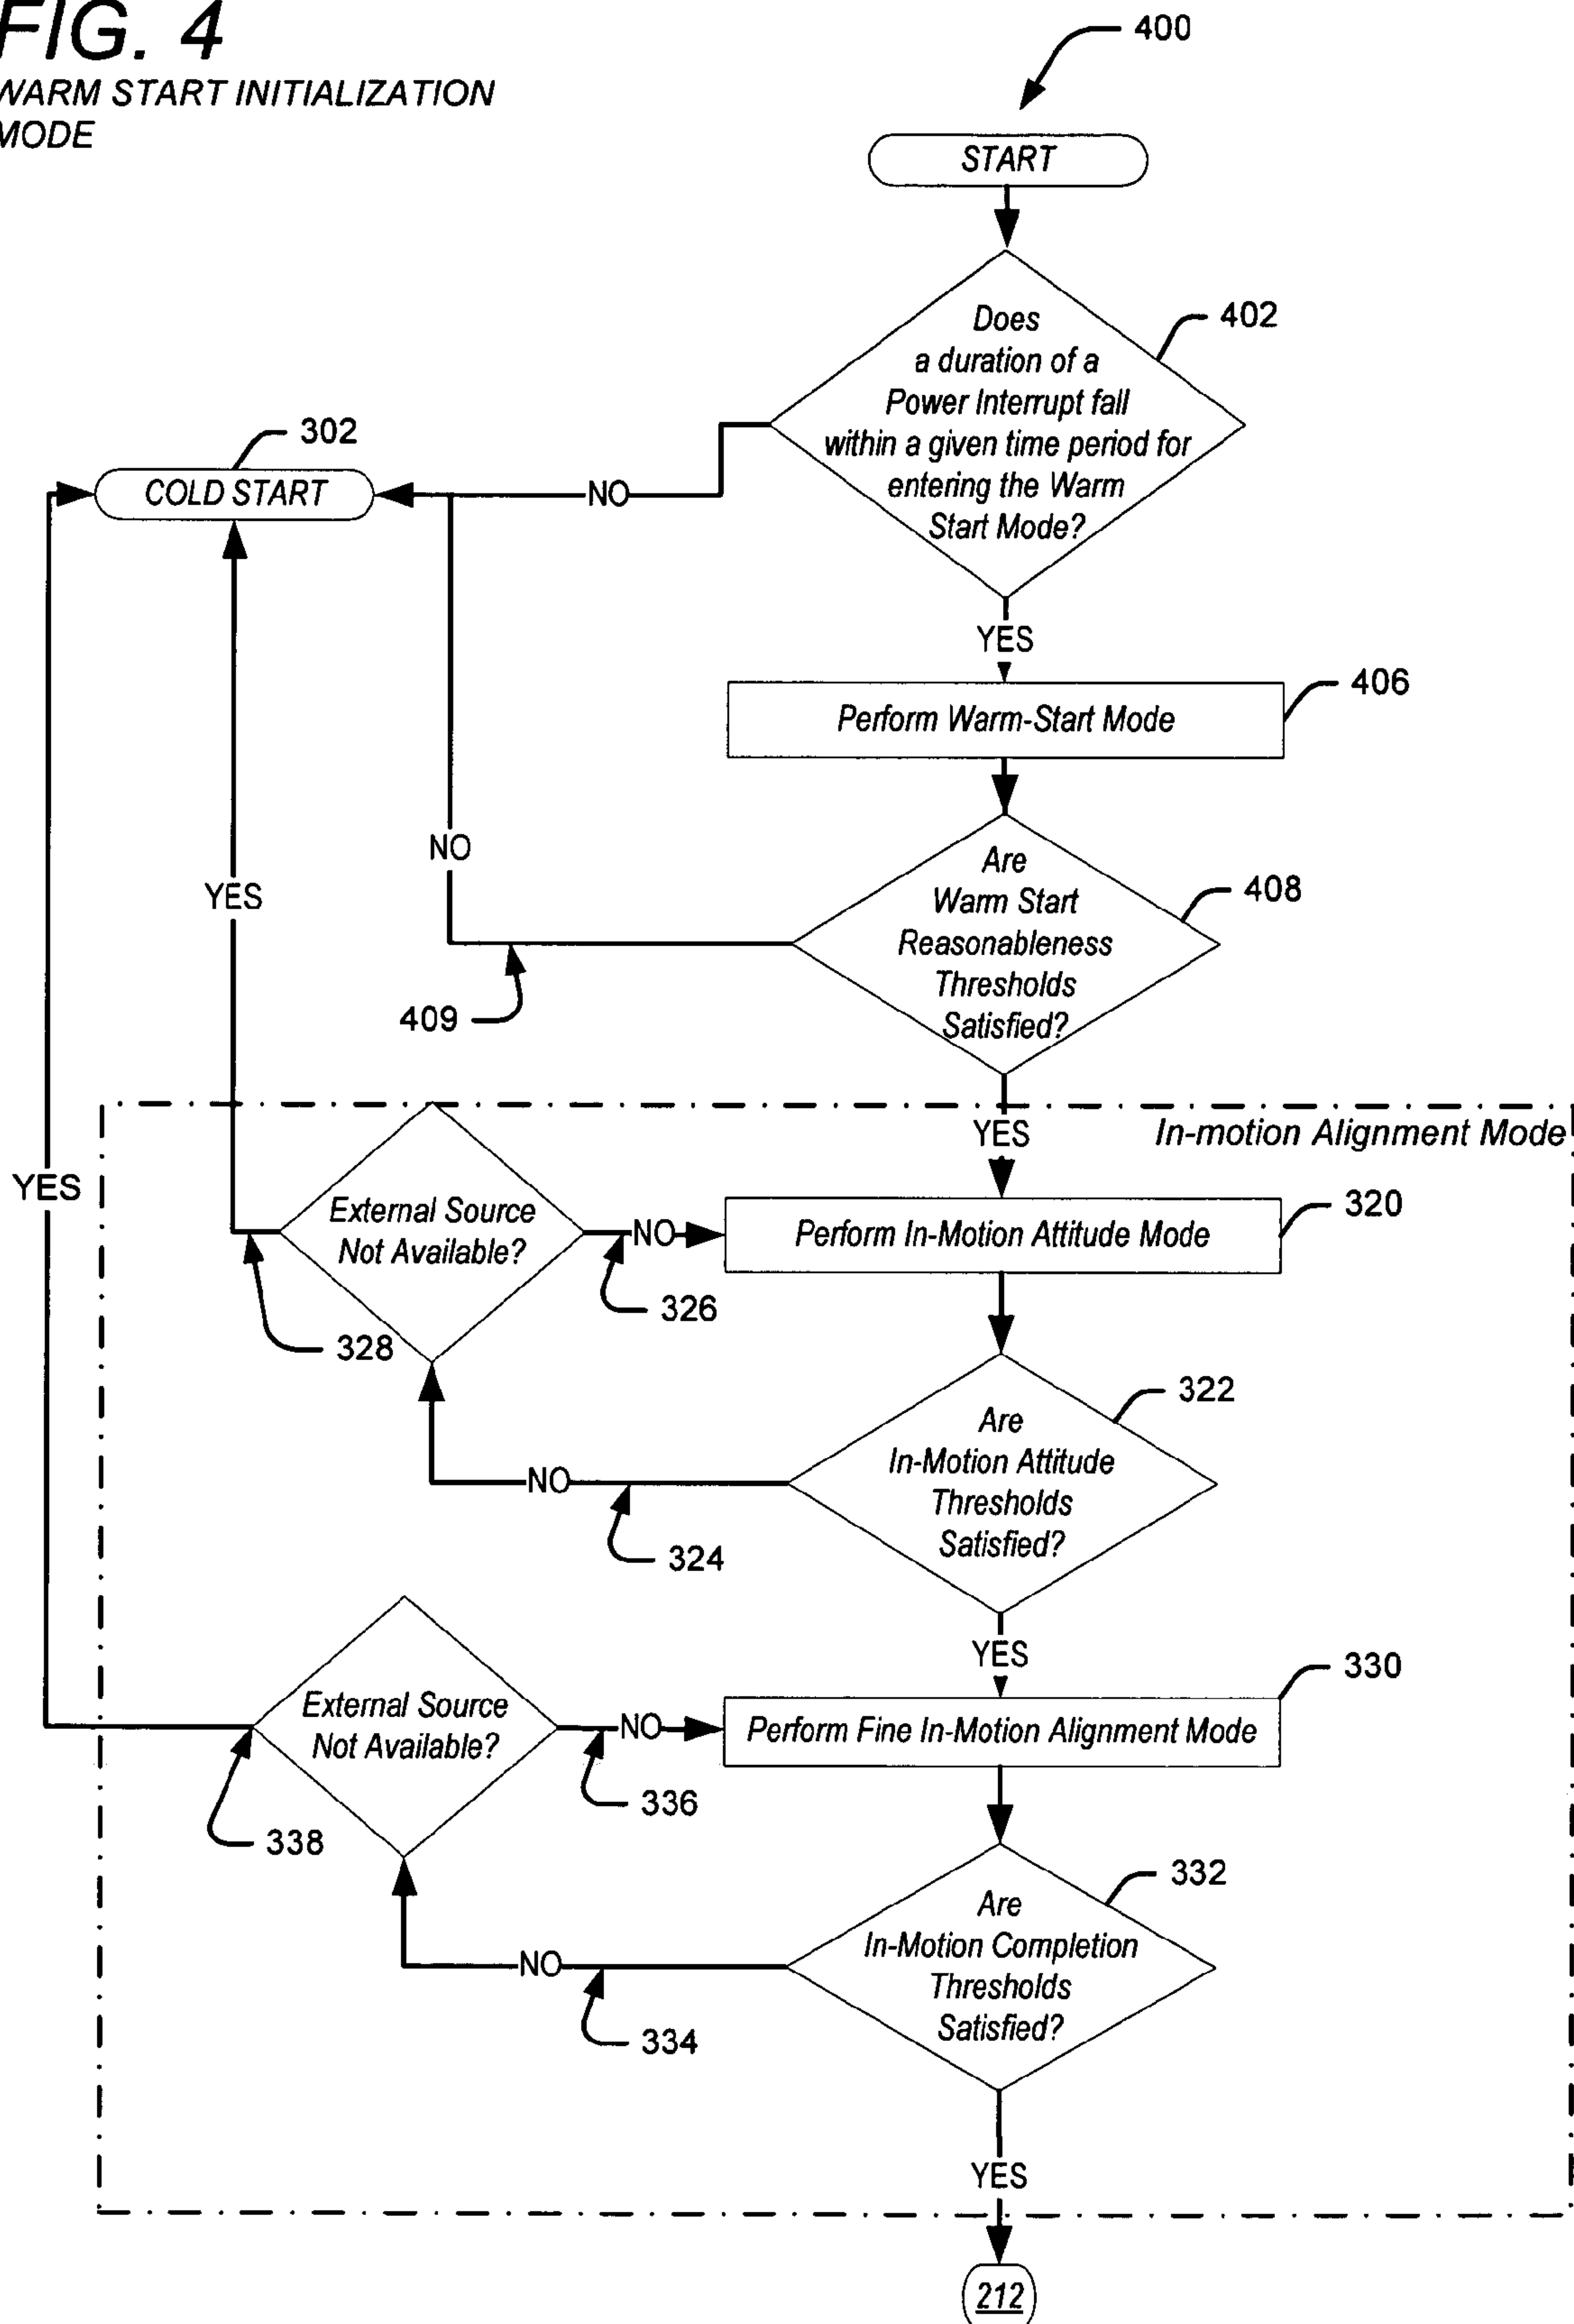 FIG. 4
WARM START INITIALIZATION
MODE
400
START
Does
a duration of a
Power Interrupt fall
within a given time period for
entering the Warm
Start Mode?
402
302
COLD START
NO
YES
Perform Warm-Start Mode
406
NO
YES
Are
Warm Start
Reasonableness
Thresholds
Satisfied?
408
409
YES
In-motion Alignment Mode
YES
External Source
Not Available?
NO
Perform In-Motion Attitude Mode
320
326
328
Are
In-Motion Attitude
Thresholds
Satisfied?
322
NO
324
YES
External Source
Not Available?
NO
Perform Fine In-Motion Alignment Mode
330
336
338
Are
In-Motion Completion
Thresholds
Satisfied?
332
NO
334
YES
212